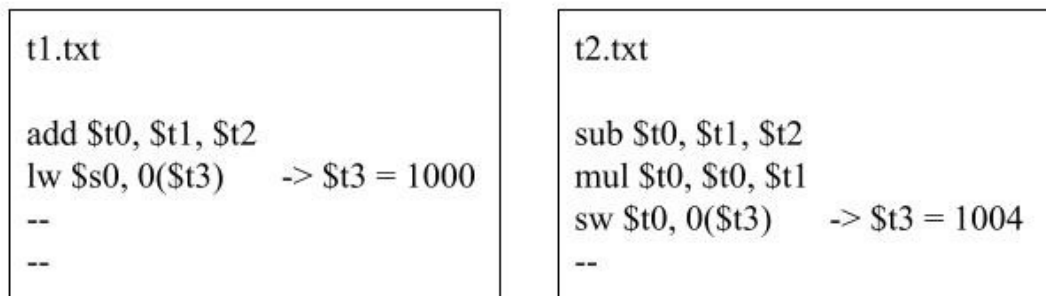 t1.txt
add $t0, $t1, $t2
lw $s0, 0($t3) -> $t3 = 1000
--
--
t2.txt
sub $t0, $t1, $t2
mul $t0, $t0, $t1
sw $t0, 0($t3) -> $t3 = 1004
--